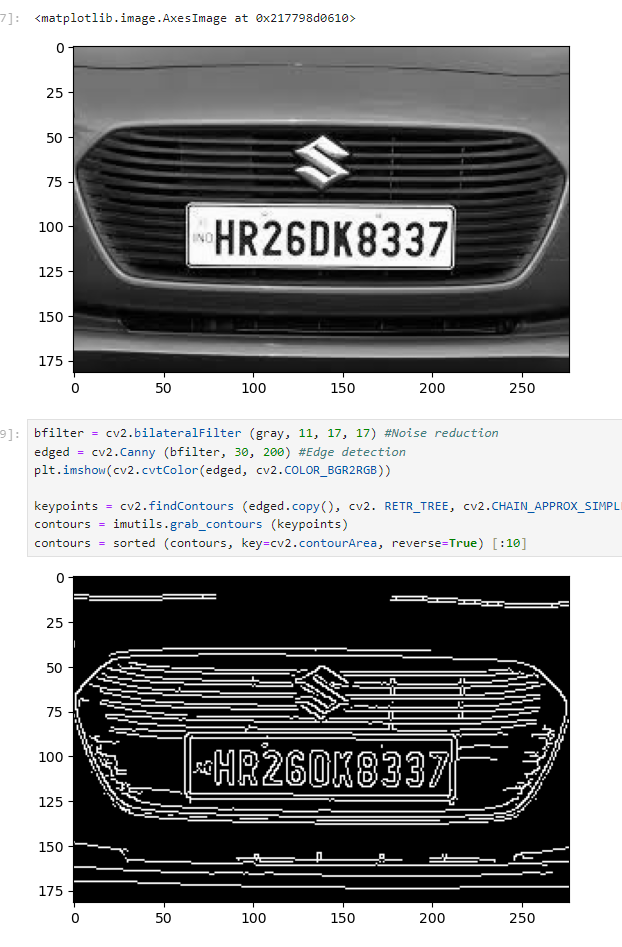 7]: <matplotlib.image.AxesImage at 0x217798d0610>
0
25
50
75
100
125
150
175
IND
HR26DK8337
0 50 100 150 200 250
9]: bfilter = cv2.bilateralFilter (gray, 11, 17, 17) #Noise reduction
edged = cv2.Canny (bfilter, 30, 200) #Edge detection
plt.imshow(cv2.cvtColor(edged, cv2.COLOR_BGR2RGB))
keypoints = cv2.findContours (edged.copy(), cv2. RETR_TREE, cv2.CHAIN_APPROX_SIMPL
contours = imutils.grab_contours (keypoints)
contours = sorted (contours, key=cv2.contourArea, reverse=True) [:10]
0
25
50
75
100
125
150
175
HR26DK8337
0 50 100 150 200 250